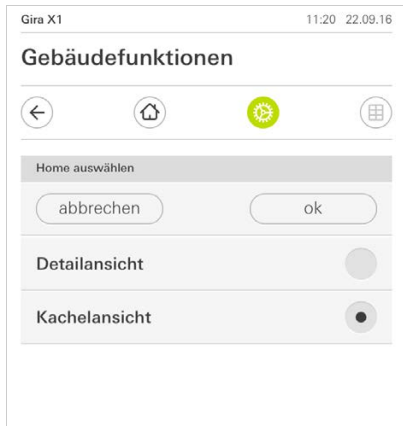 Gira X1 11:20 22.09.16
Gebäudefunktionen
Home auswählen
abbrechen ok
Detailansicht
Kachelansicht